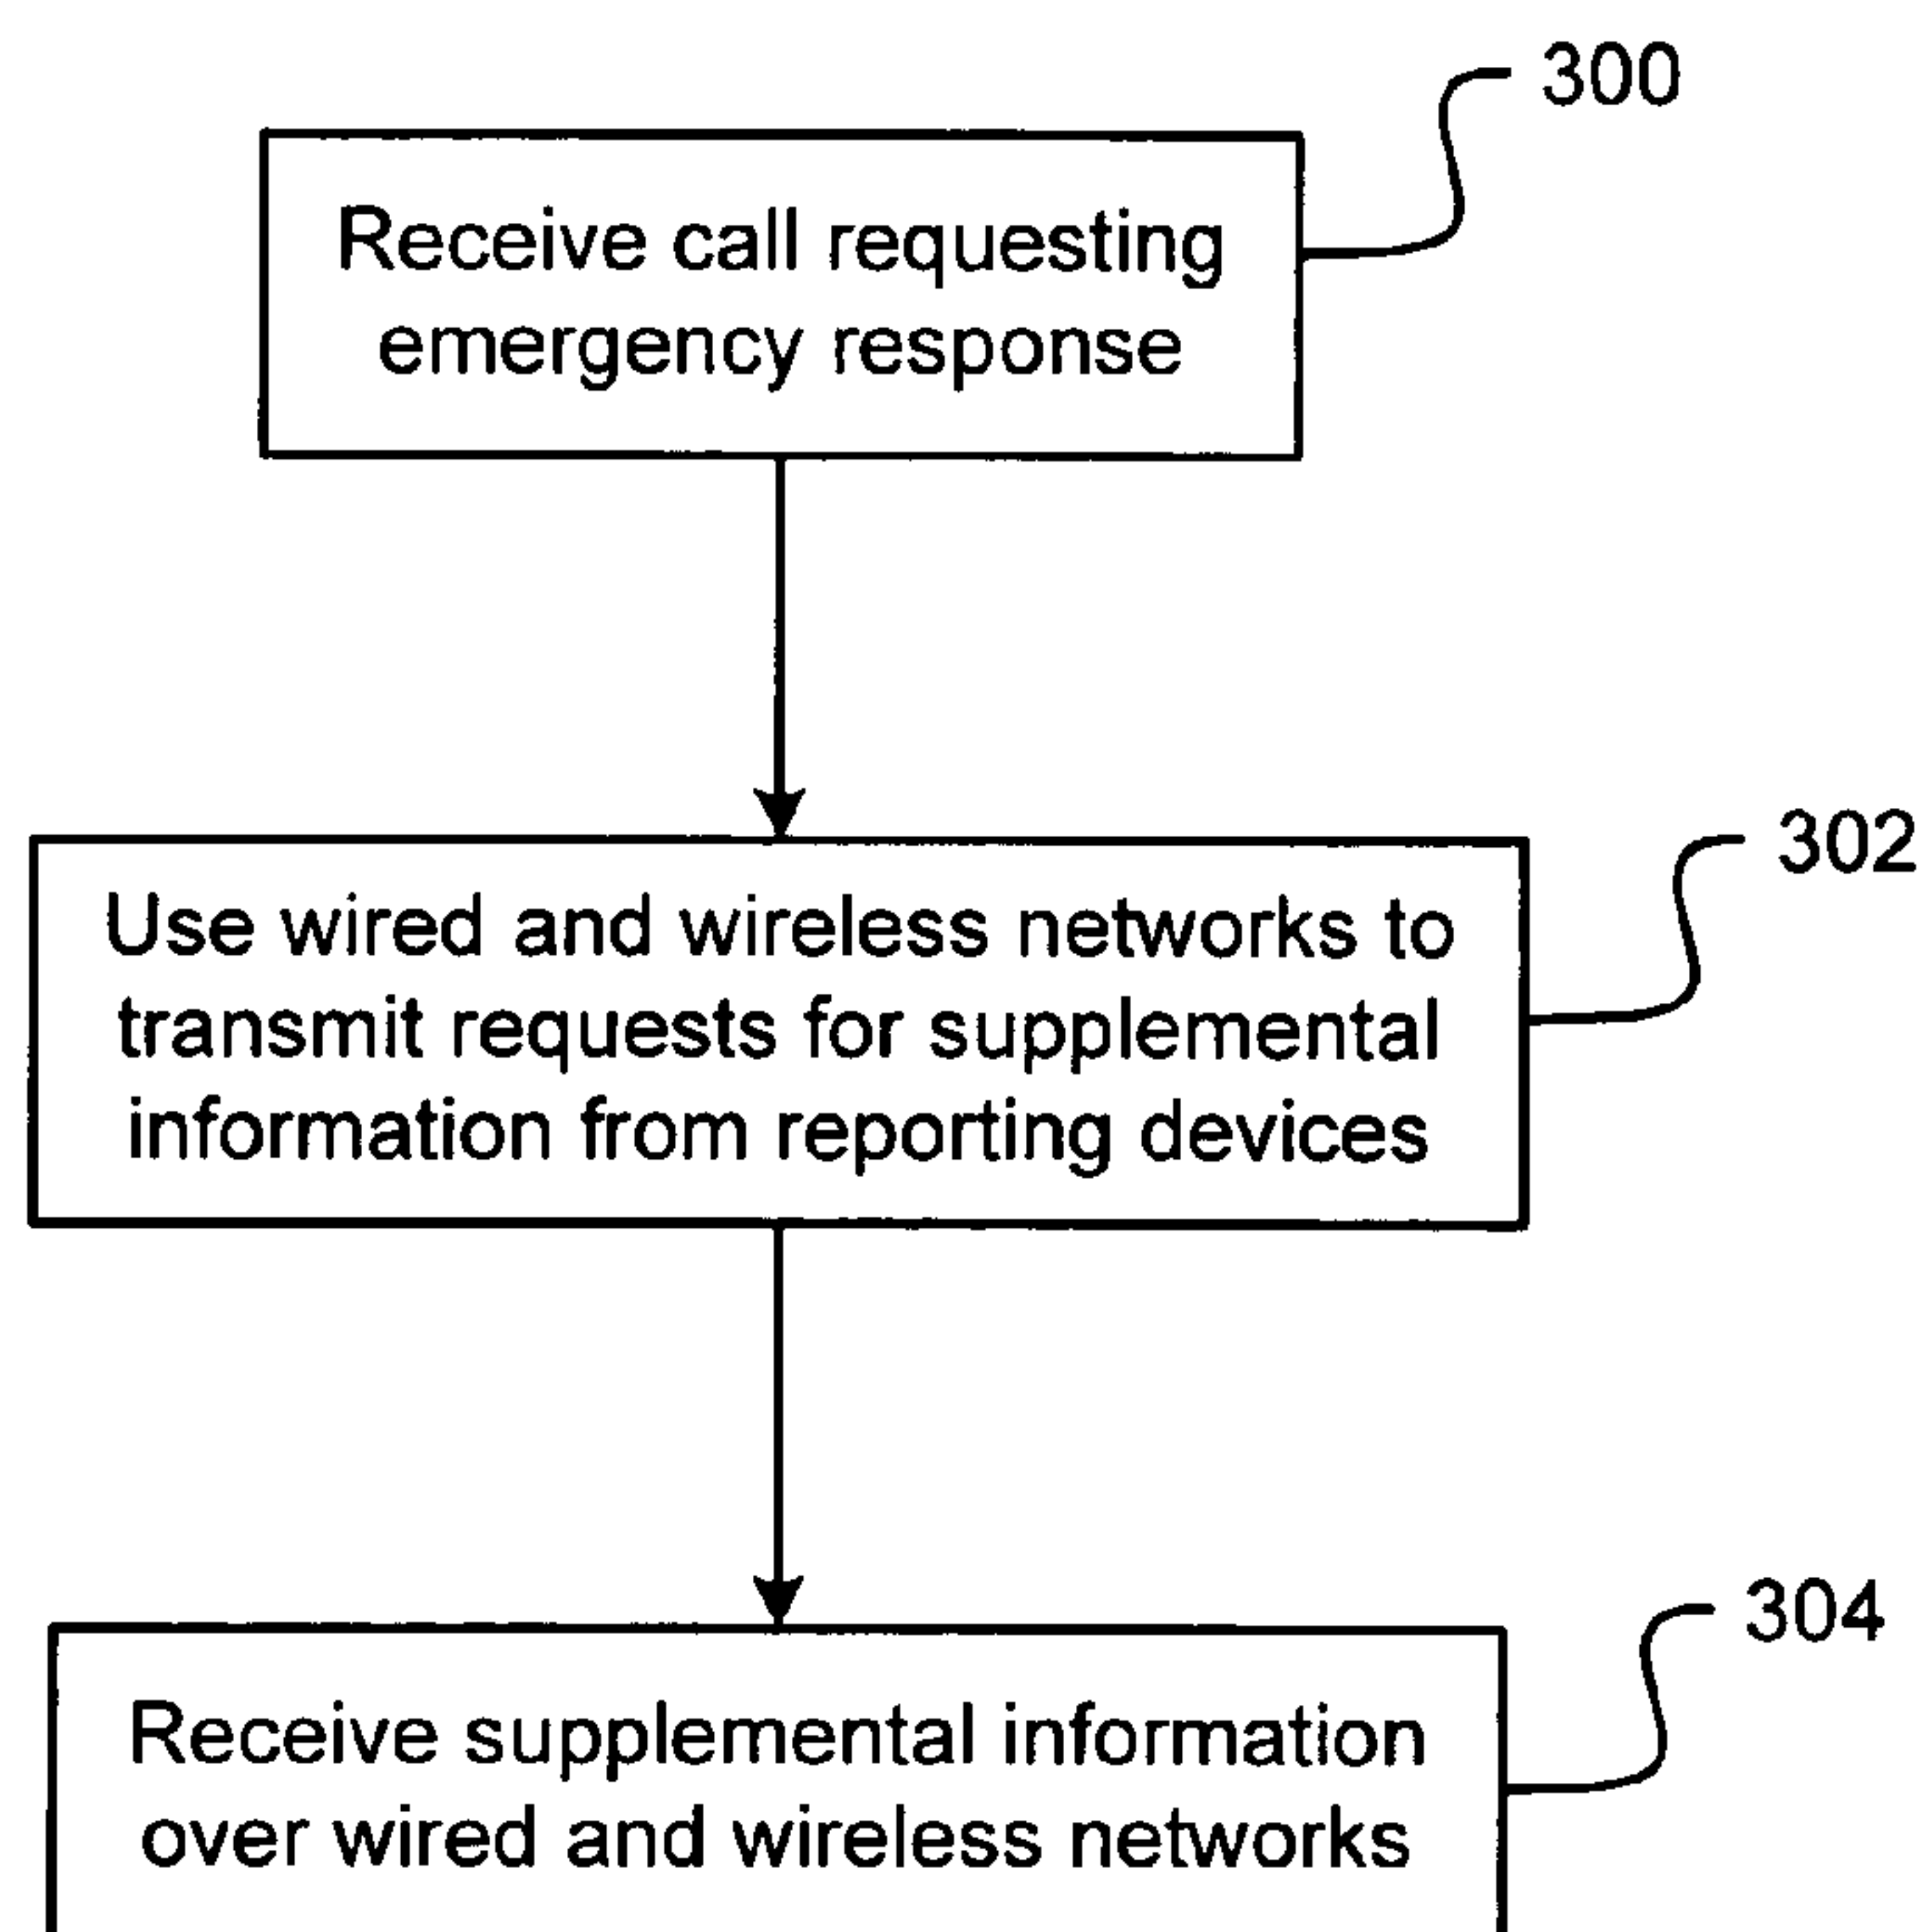 300
Receive call requesting
emergency response
302
Use wired and wireless networks to
transmit requests for supplemental
information from reporting devices
304
Receive supplemental information
over wired and wireless networks